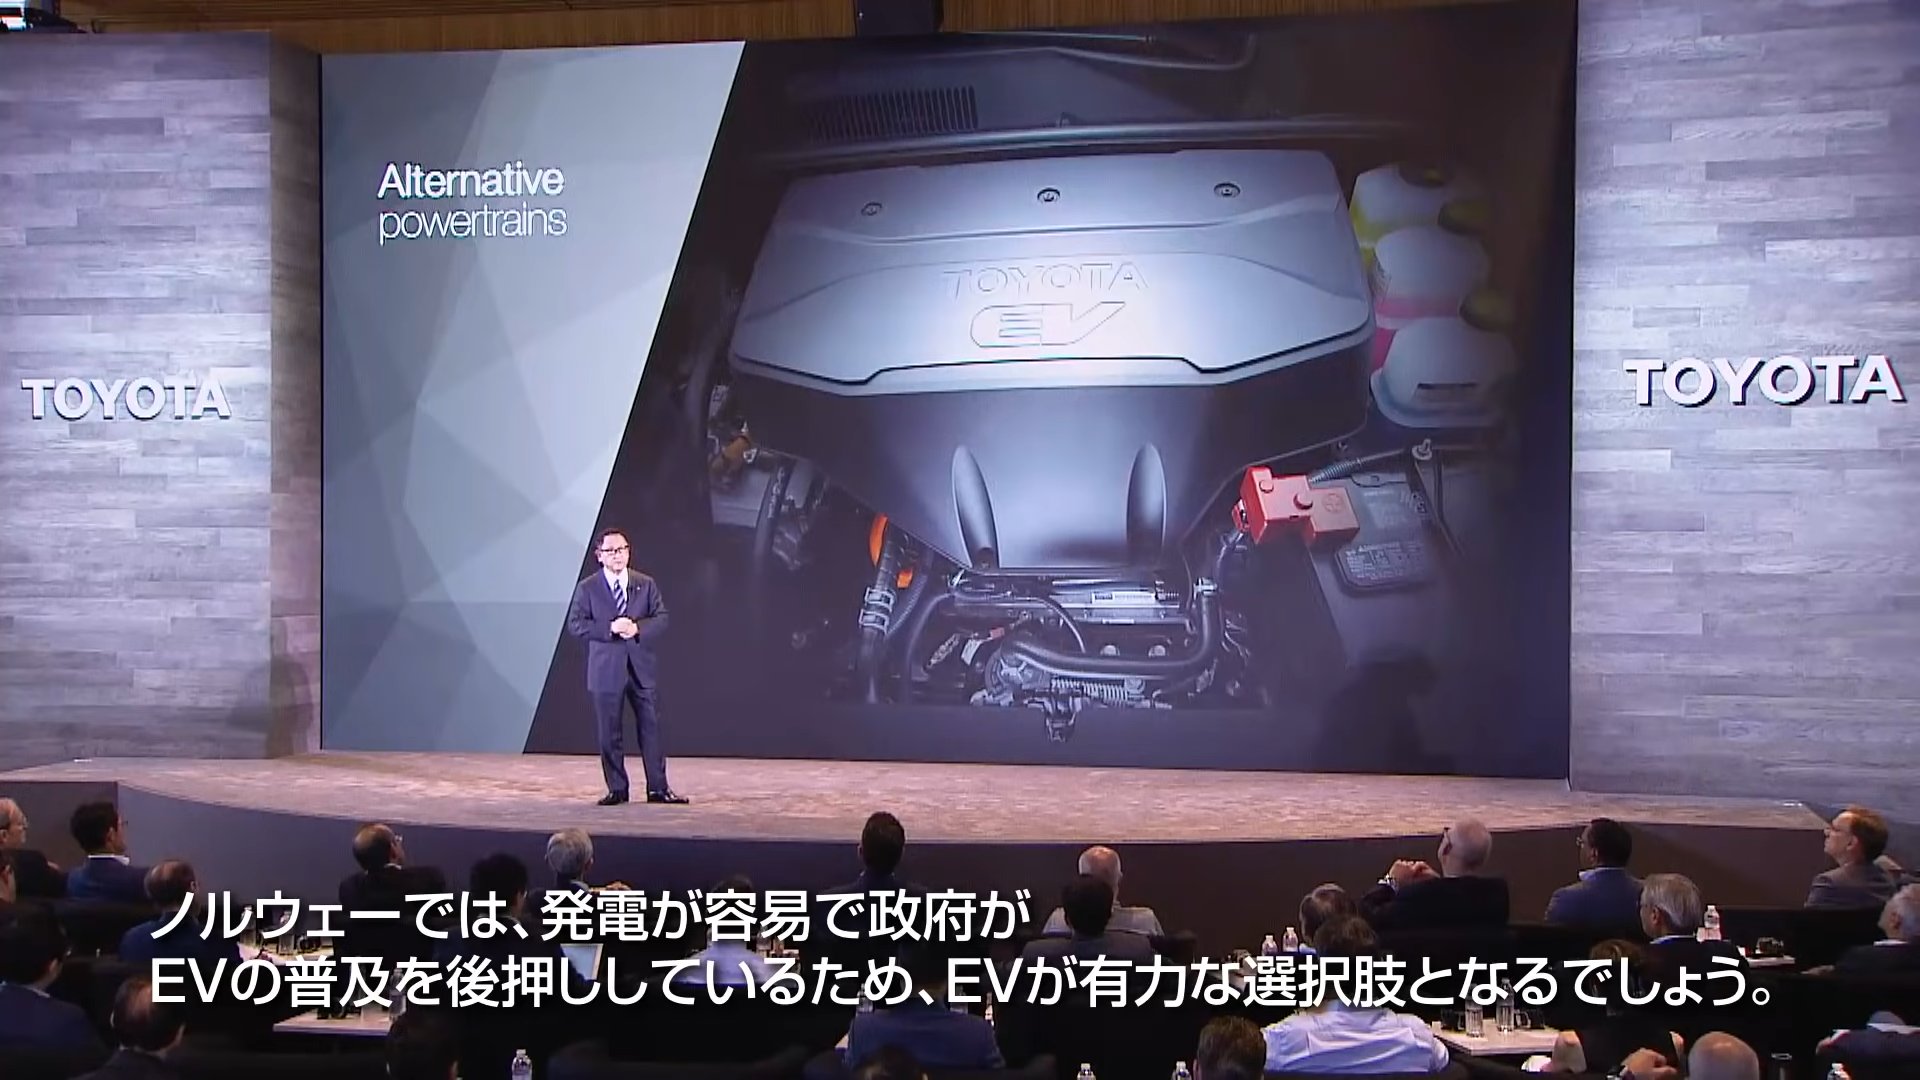 Alternative
powertrains
TOYOTA
EV
TOYOTA
TOYOTA
ノルウェーでは、発電が容易で政府が
EVの普及を後押ししているため、EVが有力な選択肢となるでしょう。